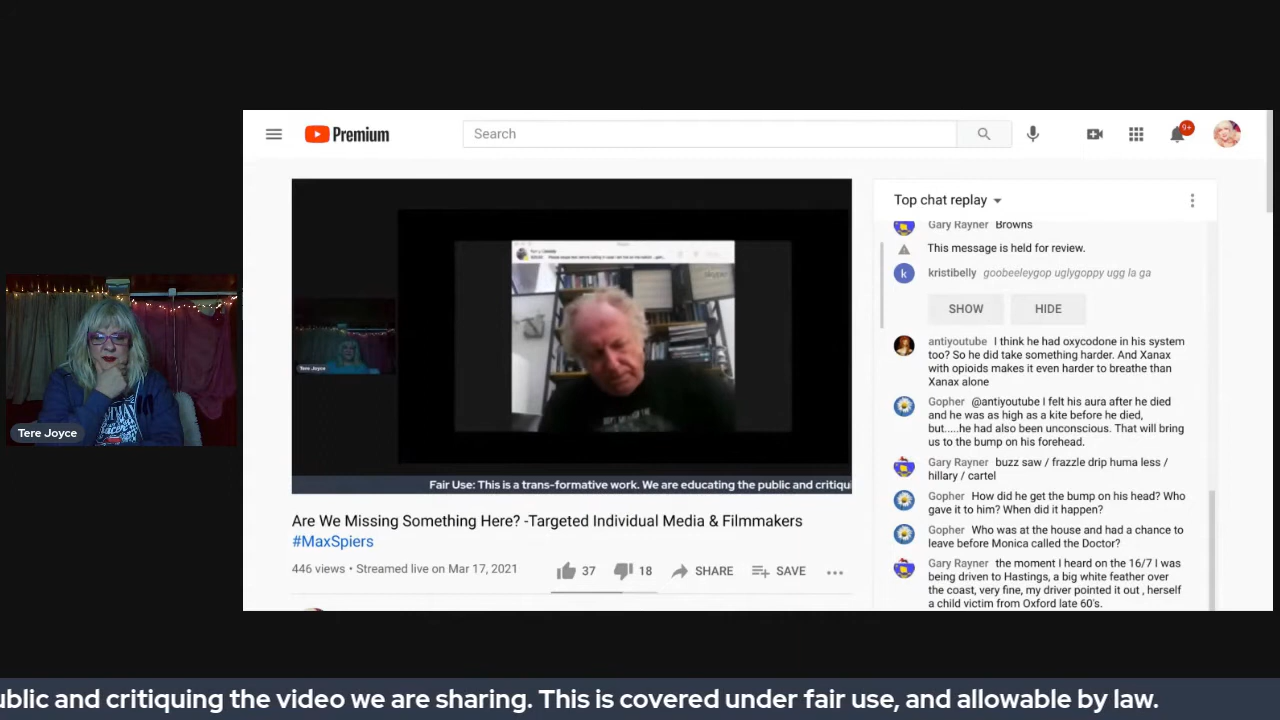 Premium
Search
9+
Top chat replay
Gary Rayner Browns
This message is held for review.
k
kristibelly goobeeleygop uglygoppy ugg la ga
SHOW
HIDE
antiyoutube I think he had oxycodone in his system
too? So he did take something harder. And Xanax
with opioids makes it even harder to breathe than
Xanax alone
Gopher @antiyoutube I felt his aura after he died
and he was as high as a kite before he died,
but.....he had also been unconscious. That will bring
us to the bump on his forehead.
Gary Rayner buzz saw / frazzle drip huma less /
hillary / cartel
Gopher How did he get the bump on his head? Who
gave it to him? When did it happen?
Gopher Who was at the house and had a chance to
leave before Monica called the Doctor?
Gary Rayner the moment I heard on the 16/7 I was
being driven to Hastings, a big white feather over
the coast, very fine, my driver pointed it out , herself
a child victim from Oxford late 60's.
skype
Tere Joyce
Fair Use: This is a trans-formative work. We are educating the public and critiqu
Are We Missing Something Here? -Targeted Individual Media & Filmmakers
#MaxSpiers
446 views • Streamed live on Mar 17, 2021
37
18
SHARE
SAVE
Tere Joyce
ublic and critiquing the video we are sharing. This is covered under fair use, and allowable by law.